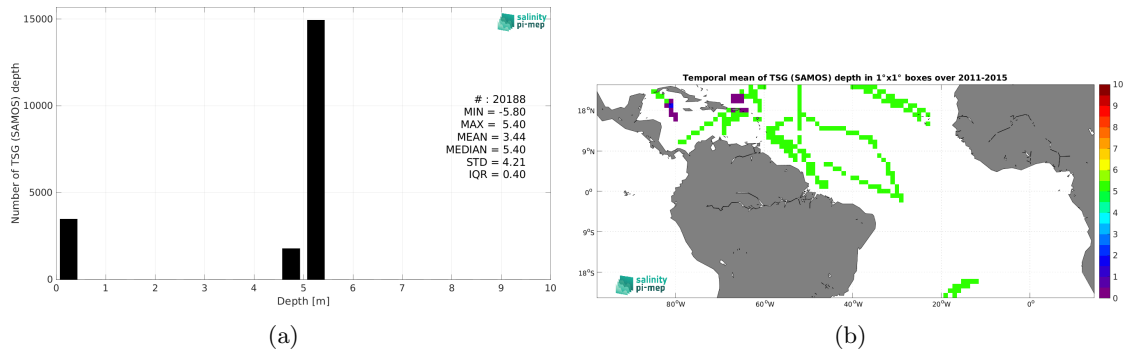 15000
10000
5000
0
Number of TSG (SAMOS) depth
salinity
pi-mep
# : 20188
MIN = -5.80
MAX = 5.40
MEAN = 3.44
MEDIAN = 5.40
STD = 4.21
IQR = 0.40
0 1 2 3 4 5 6 7 8 9 10
Depth [m]
(a)
Temporal mean of TSG (SAMOS) depth in 1°x1° boxes over 2011-2015
18°N
9°N
0°
9°S
18°S
80°W 60°W 40°W 20°W 0°
salinity
pi-mep
10
9
8
7
6
5
4
3
2
1
0
(b)